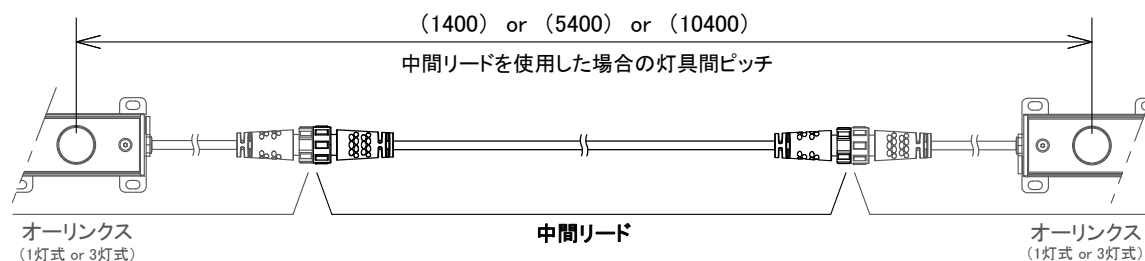 （1400） or （5400） or （10400）
中間リードを使用した場合の灯具間ピッチ
オーリンクス
（1灯式 or 3灯式）
中間リード
オーリンクス
（1灯式 or 3灯式）